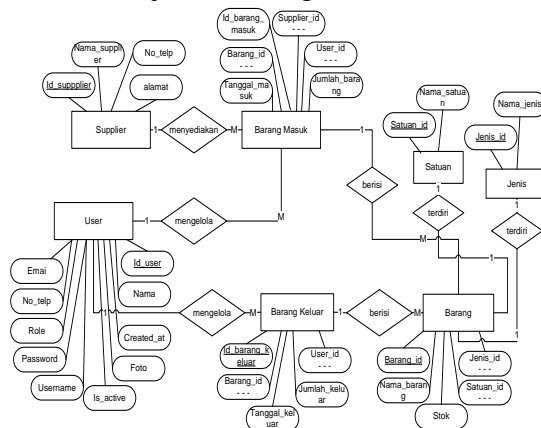 Id_barang_
masuk
Supplier_id
- - -
Nama_suppli
er
No_telp
Barang_id
- - -
User_id
- - -
Id_suppplier
alamat
Tanggal_ma
suk
Jumlah_bara
ng
Nama_satua
n
Nama_jenis
Satuan_id
Jenis_id
Supplier
1
menyediakan
M
Barang Masuk
1
Satuan
1
Jenis
1
berisi
terdiri
terdiri
User
1
mengelola
M
M
1
1
Emai
Id_user
No_telp
Nama
Role
Created_at
Password
Foto
Username
Is_active
1
mengelola
M
Barang Keluar
1
berisi
M
Barang
Id_barang_k
eluar
User_id
- - -
Barang_id
- - -
Jumlah_kelu
ar
Tanggal_kel
uar
Barang_id
Jenis_id
- - -
Nama_baran
g
Satuan_id
- - -
Stok